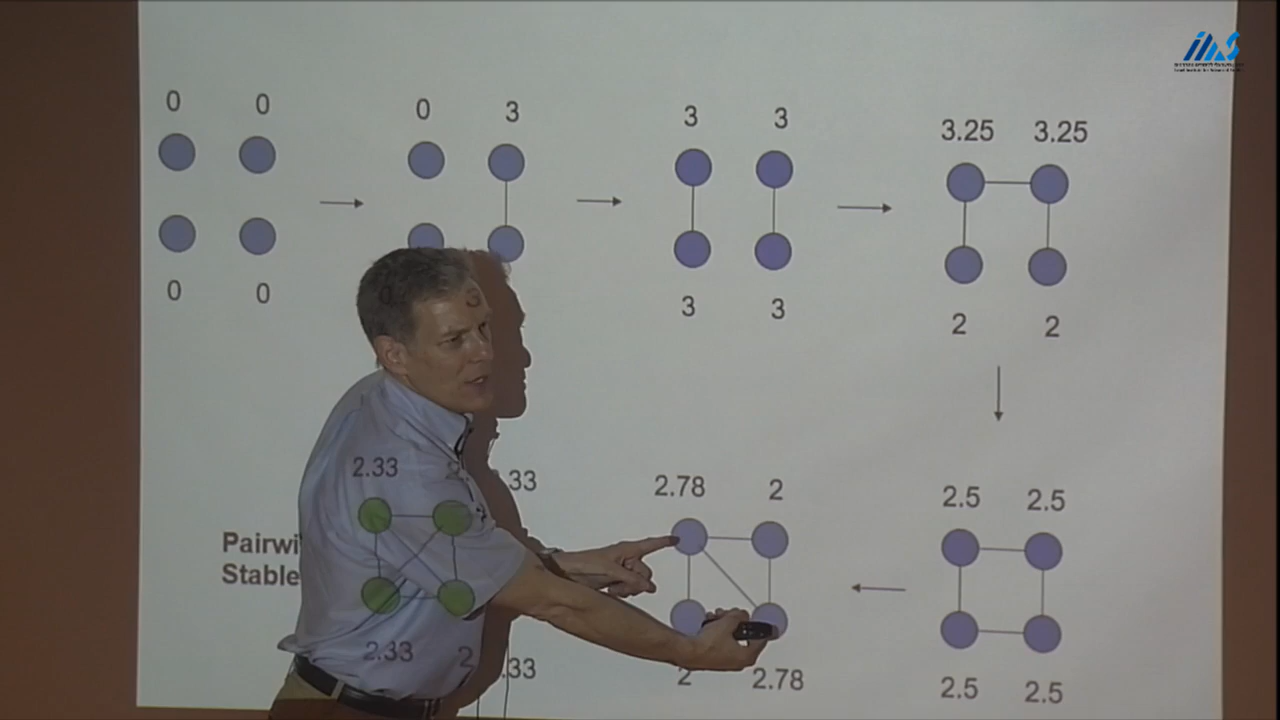 0 0 0 3 3 3 3.25 3.25
0 0 3 3 2 2
2.33 .33 2.78 2 2.5 2.5
Pairwi
Stable
2.33 2 .33 2 2.78 2.5 2.5